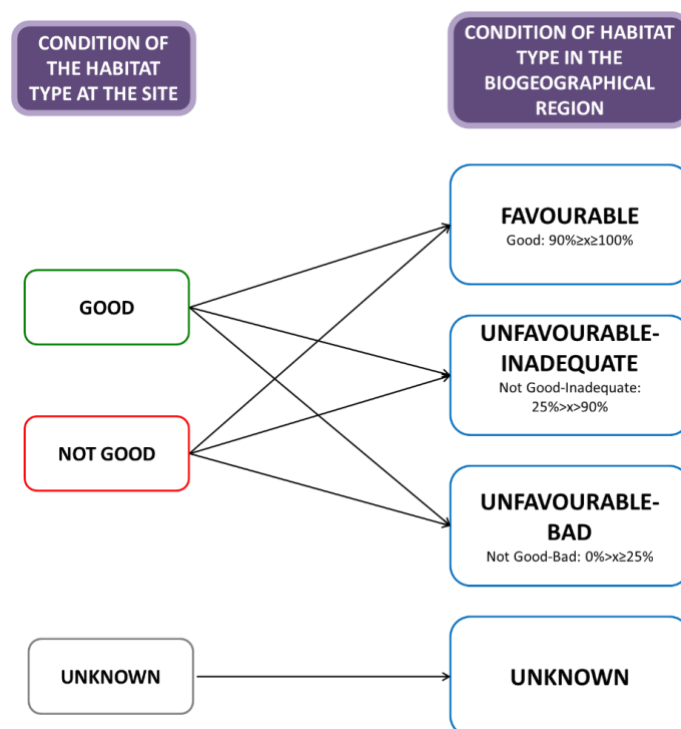 CONDITION OF
THE HABITAT
TYPE AT THE SITE
CONDITION OF HABITAT
TYPE IN THE
BIOGEOGRAPHICAL
REGION
FAVOURABLE
Good: 90%≥x≥100%
GOOD
UNFAVOURABLE-
INADEQUATE
Not Good-Inadequate:
25%>x>90%
NOT GOOD
UNFAVOURABLE-
BAD
Not Good-Bad: 0%>x≥25%
UNKNOWN
UNKNOWN